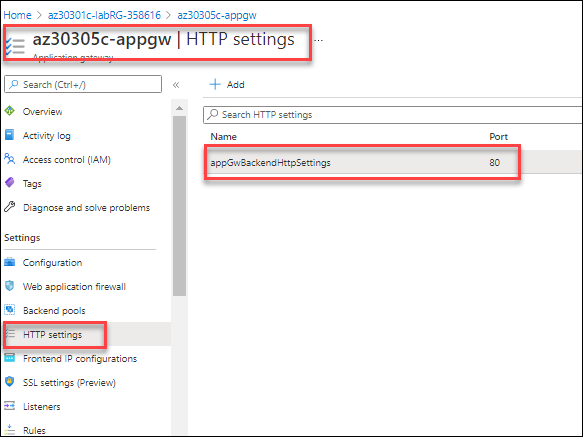 Home > az30301c-labRG-358616 > az30305c-appgw
az30305c-appgw | HTTP settings ...
Application gateway
Search (Ctrl+/) «
Overview
Activity log
Access control (IAM)
Tags
Diagnose and solve problems
Settings
Configuration
Web application firewall
Backend pools
HTTP settings
Frontend IP configurations
SSL settings (Preview)
Listeners
Rules
+ Add
Search HTTP settings
Name Port
appGwBackendHttpSettings 80